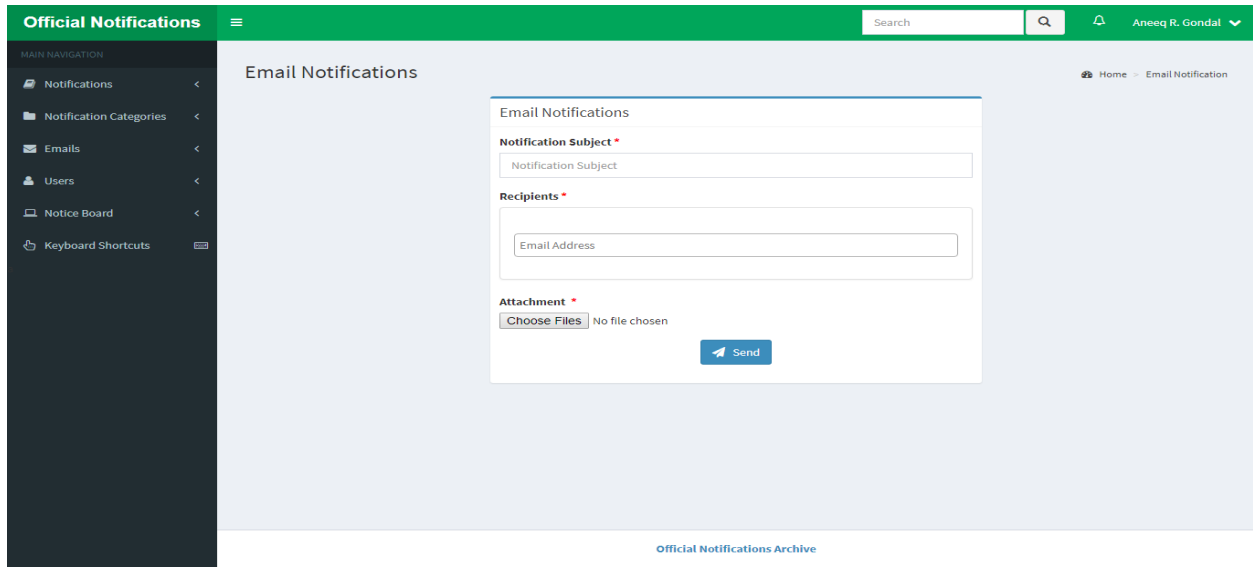 Official Notifications
Search
Aneeq R. Gondal
MAIN NAVIGATION
Notifications
Notification Categories
Emails
Users
Notice Board
Keyboard Shortcuts
Email Notifications
Home > Email Notification
Email Notifications
Notification Subject *
Notification Subject
Recipients *
Email Address
Attachment *
Choose Files No file chosen
Send
Official Notifications Archive